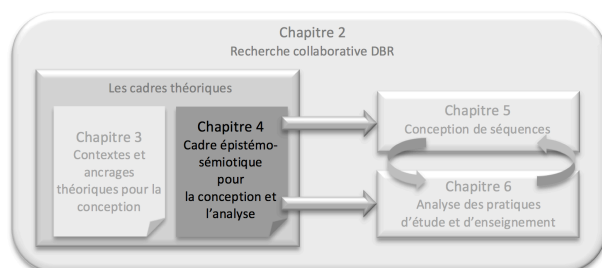 Chapitre 2
Recherche collaborative DBR
Les cadres théoriques
Chapitre 3
Contextes et
ancrages
théoriques pour la
conception
Chapitre 4
Cadre épistémo-
sémiotique
pour
la conception et
l'analyse
Chapitre 5
Conception de séquences
Chapitre 6
Analyse des pratiques
d'étude et d'enseignement